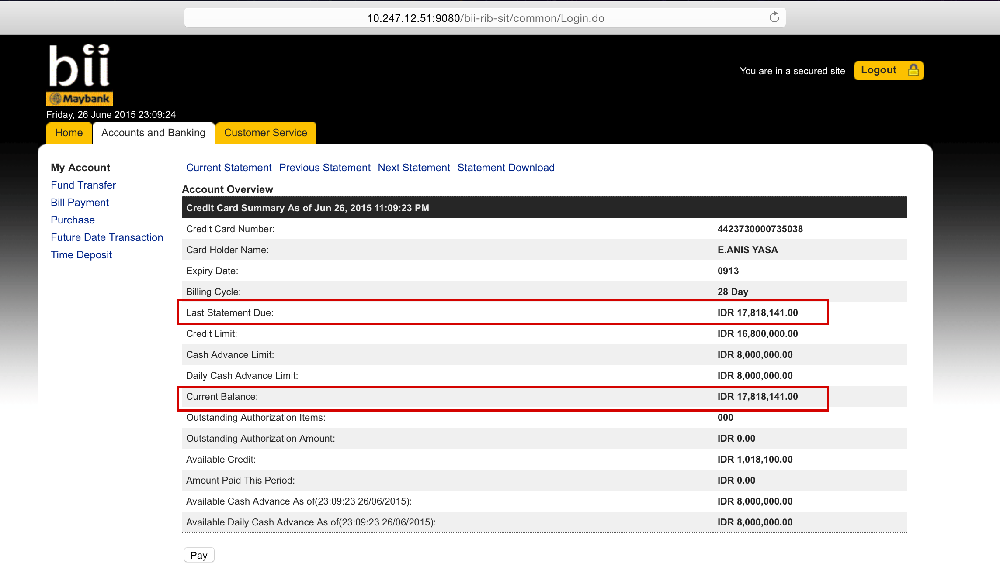 10.247.12.51:9080/bii-rib-sit/common/Login.do
bii
Maybank
You are in a secured site Logout
Friday, 26 June 2015 23:09:24
Home Accounts and Banking Customer Service
My Account
Fund Transfer
Bill Payment
Purchase
Future Date Transaction
Time Deposit
Current Statement Previous Statement Next Statement Statement Download
Account Overview
Credit Card Summary As of Jun 26, 2015 11:09:23 PM
Credit Card Number: 4423730000735038
Card Holder Name: E.ANIS YASA
Expiry Date: 0913
Billing Cycle: 28 Day
Last Statement Due: IDR 17,818,141.00
Credit Limit: IDR 16,800,000.00
Cash Advance Limit: IDR 8,000,000.00
Daily Cash Advance Limit: IDR 8,000,000.00
Current Balance: IDR 17,818,141.00
Outstanding Authorization Items: 000
Outstanding Authorization Amount: IDR 0.00
Available Credit: IDR 1,018,100.00
Amount Paid This Period: IDR 0.00
Available Cash Advance As of(23:09:23 26/06/2015): IDR 8,000,000.00
Available Daily Cash Advance As of(23:09:23 26/06/2015): IDR 8,000,000.00
Pay